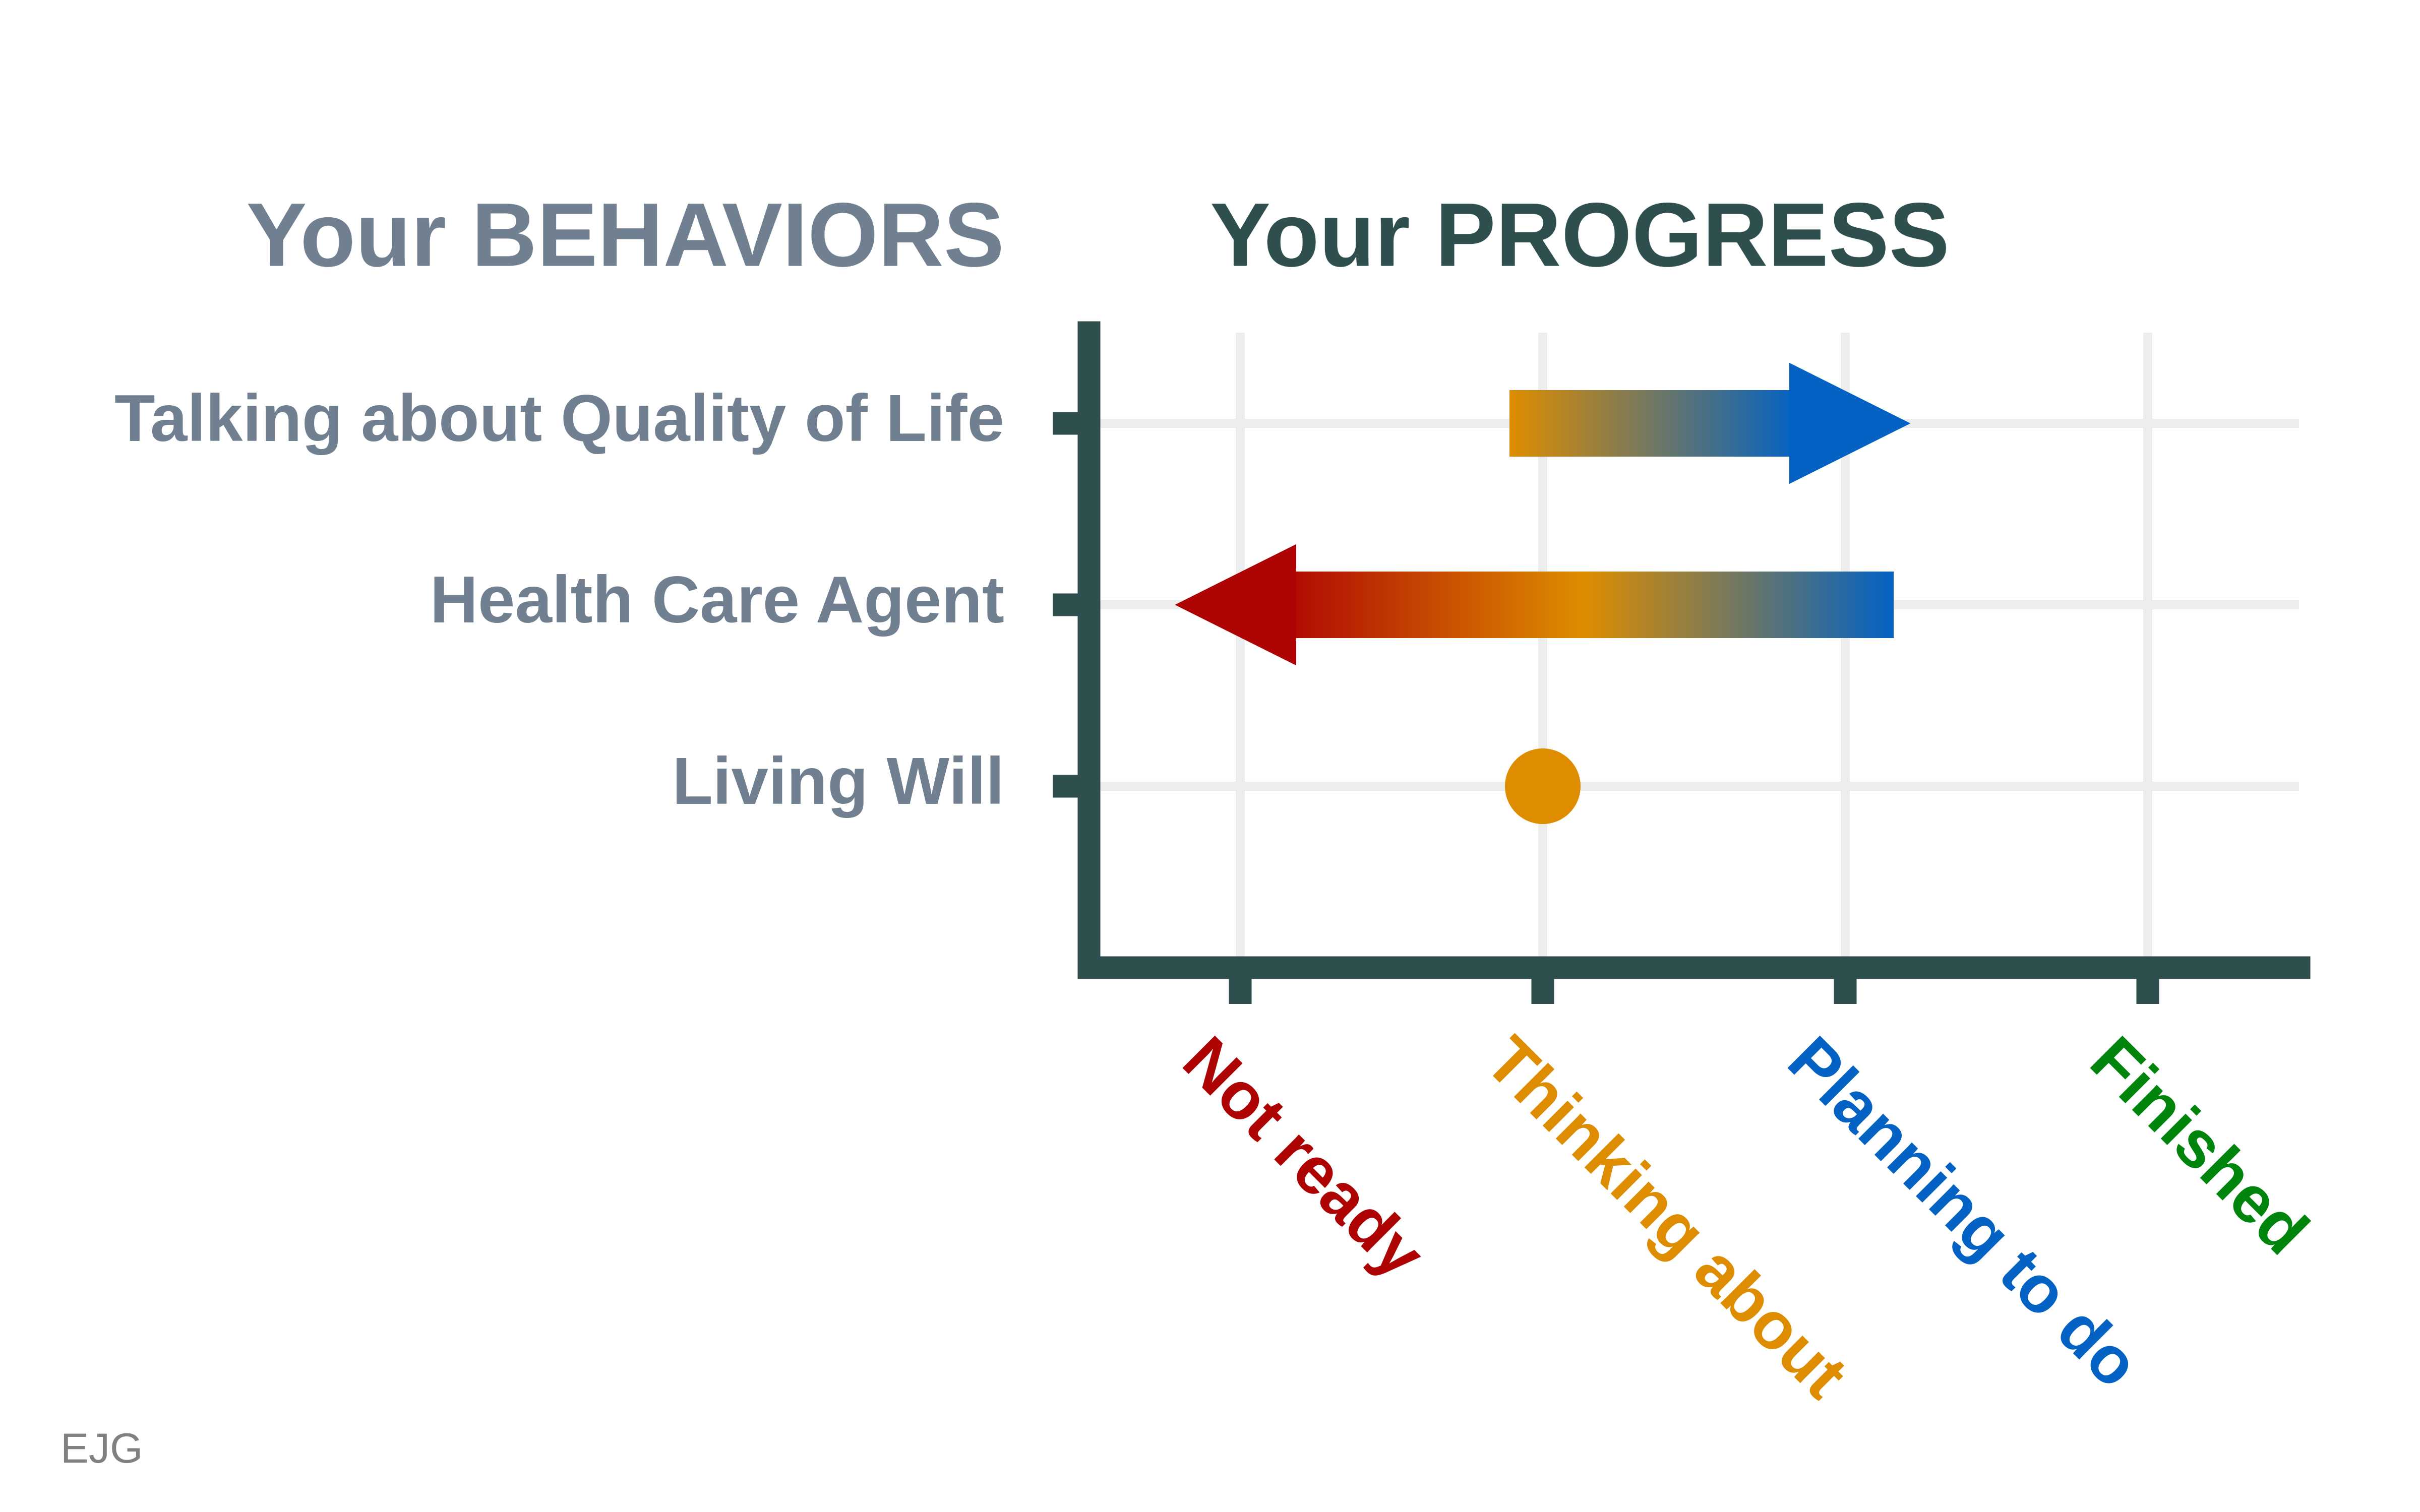 Your BEHAVIORS
Your PROGRESS
Talking about Quality of Life
Health Care Agent
Living Will
Not ready
Thinking about
Planning to do
Finished
EJG